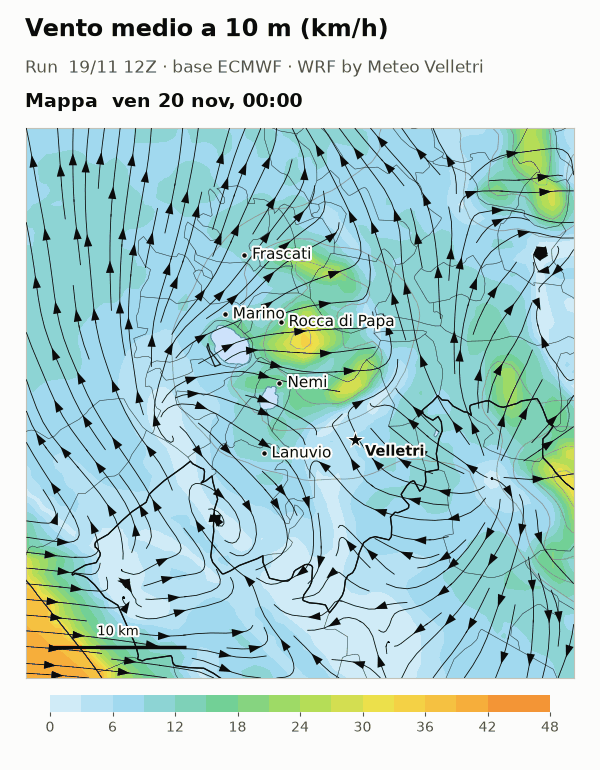 Vento medio a 10 m (km/h)
Run  19/11 12Z · base ECMWF · WRF by Meteo Velletri
Mappa  ven 20 nov, 00:00
Frascati
Marino
Rocca di Papa
Nemi
Velletri
Lanuvio
10 km
0 6 12 18 24 30 36 42 48